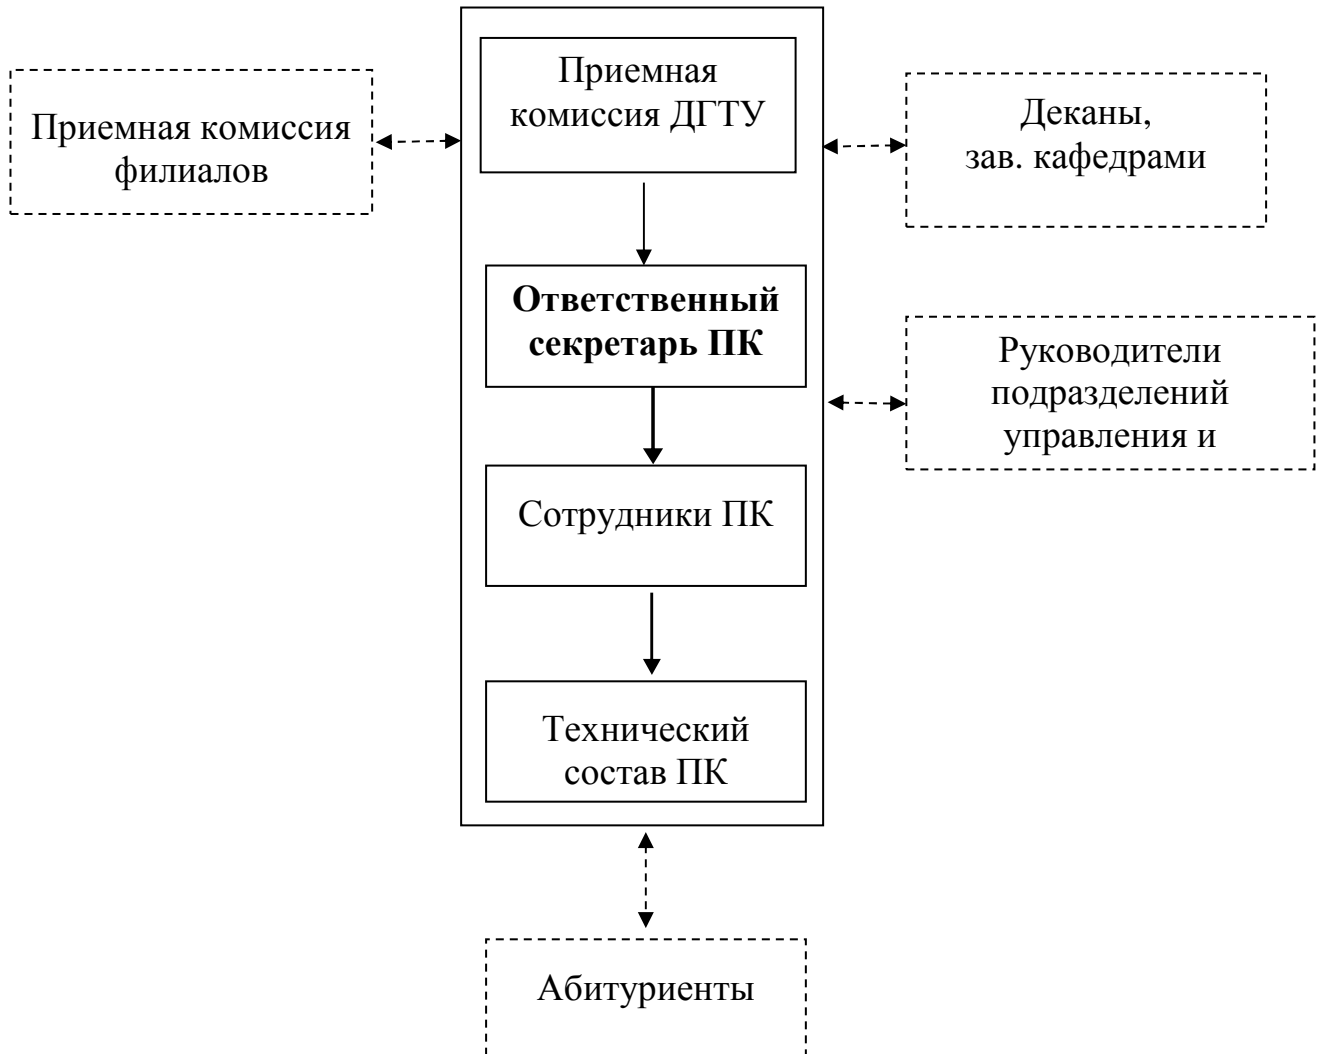 Приемная
комиссия ДГТУ
Приемная комиссия
филиалов
Деканы,
зав. кафедрами
Ответственный
секретарь ПК
Руководители
подразделений
управления и
Сотрудники ПК
Технический
состав ПК
Абитуриенты